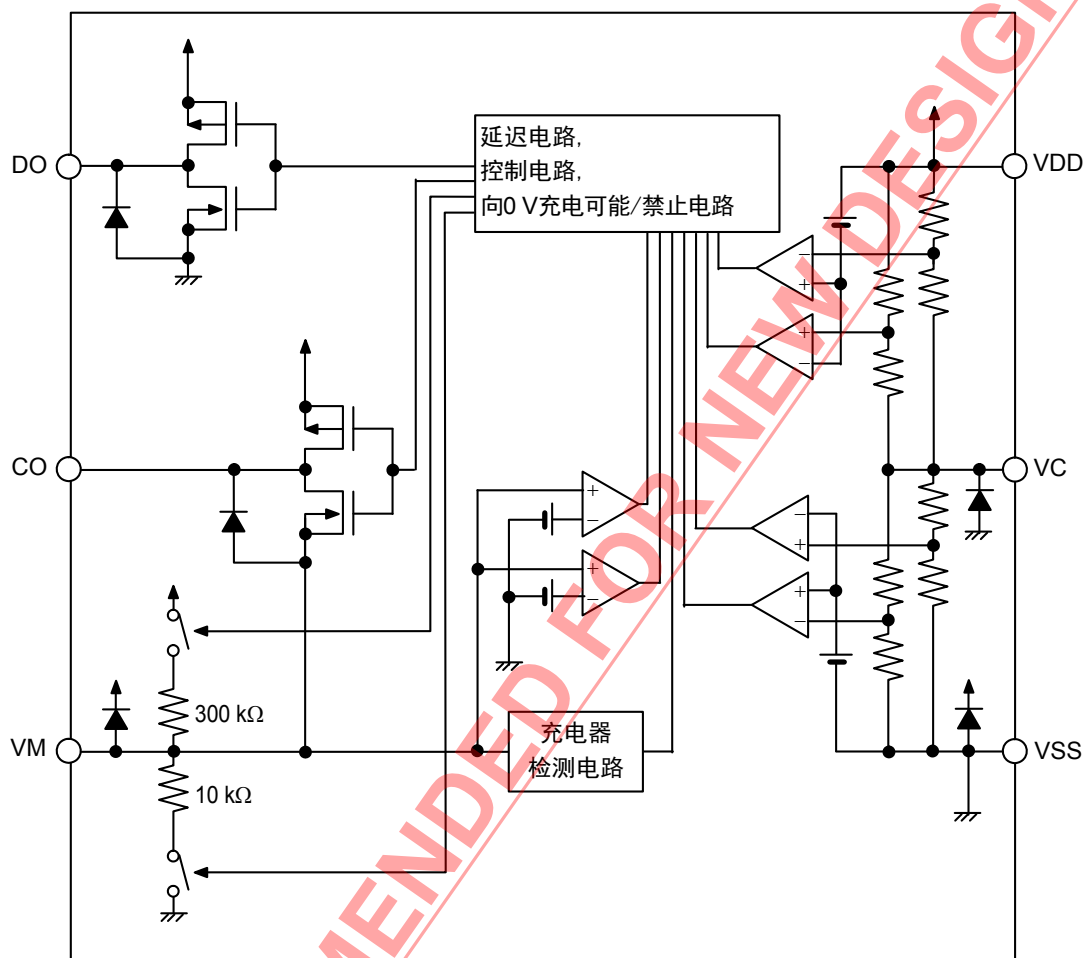 DO
延迟电路,
控制电路,
向0 V充电可能/禁止电路
VDD
−
+
+
−
CO
VC
+
−
−
+
+
−
+
−
300 kΩ
VM
10 kΩ
充电器
检测电路
VSS
MENDED FOR NEW DESIG